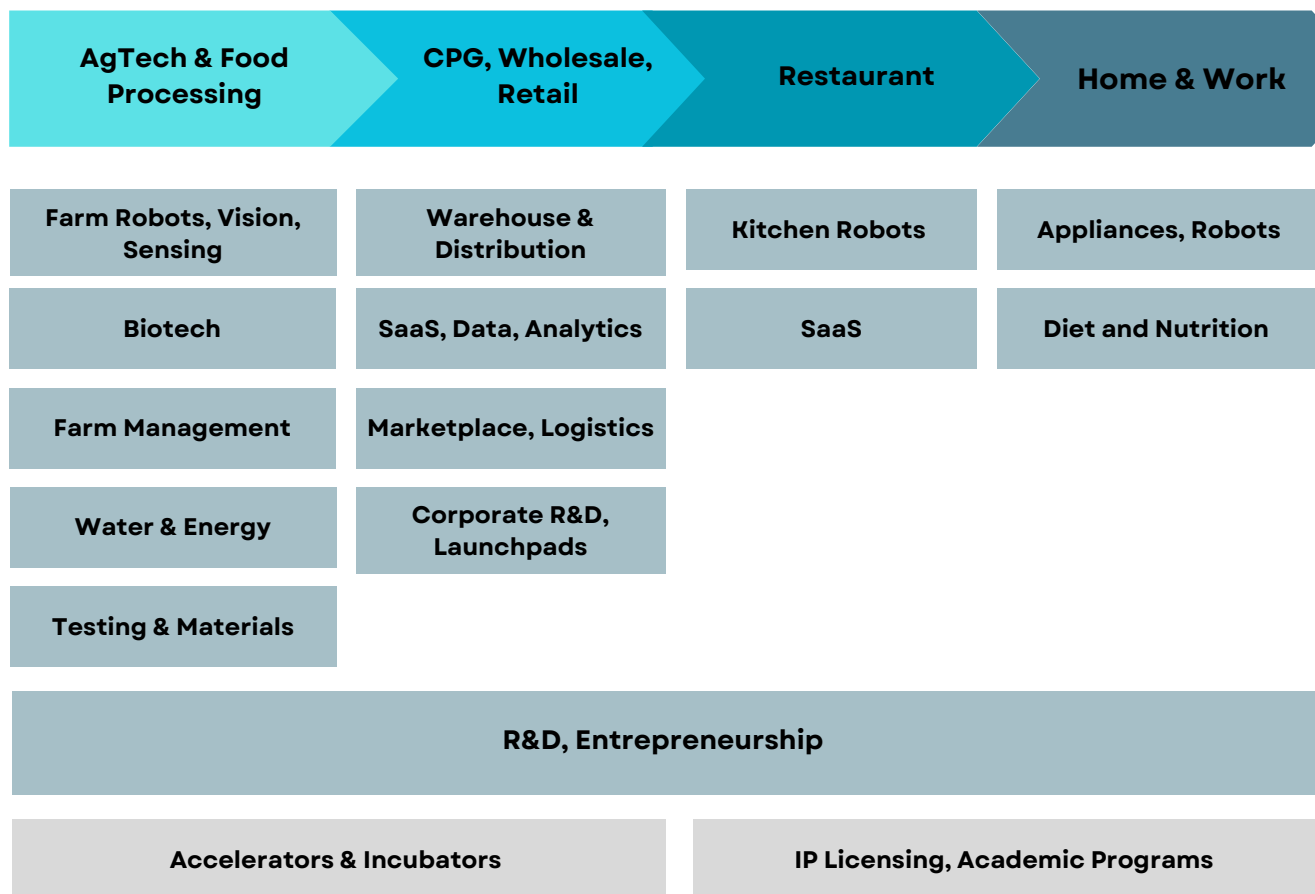 AgTech & Food
Processing
CPG, Wholesale,
Retail
Restaurant
Home & Work
Farm Robots, Vision,
Sensing
Warehouse &
Distribution
Kitchen Robots
Appliances, Robots
Biotech
SaaS, Data, Analytics
SaaS
Diet and Nutrition
Farm Management
Marketplace, Logistics
Water & Energy
Corporate R&D,
Launchpads
Testing & Materials
R&D, Entrepreneurship
Accelerators & Incubators
IP Licensing, Academic Programs